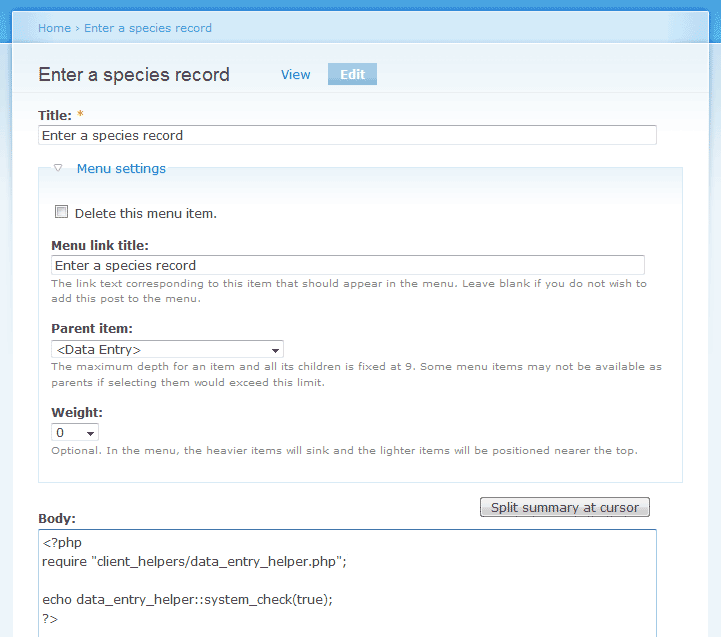 Home › Enter a species record
Enter a species record View Edit
Title: *
Enter a species record
Menu settings
Delete this menu item.
Menu link title:
Enter a species record
The link text corresponding to this item that should appear in the menu. Leave blank if you do not wish to
add this post to the menu.
Parent item:
<Data Entry>
The maximum depth for an item and all its children is fixed at 9. Some menu items may not be available as
parents if selecting them would exceed this limit.
Weight:
0
Optional. In the menu, the heavier items will sink and the lighter items will be positioned nearer the top.
Split summary at cursor
Body:
<?php
require "client_helpers/data_entry_helper.php";
echo data_entry_helper::system_check(true);
?>